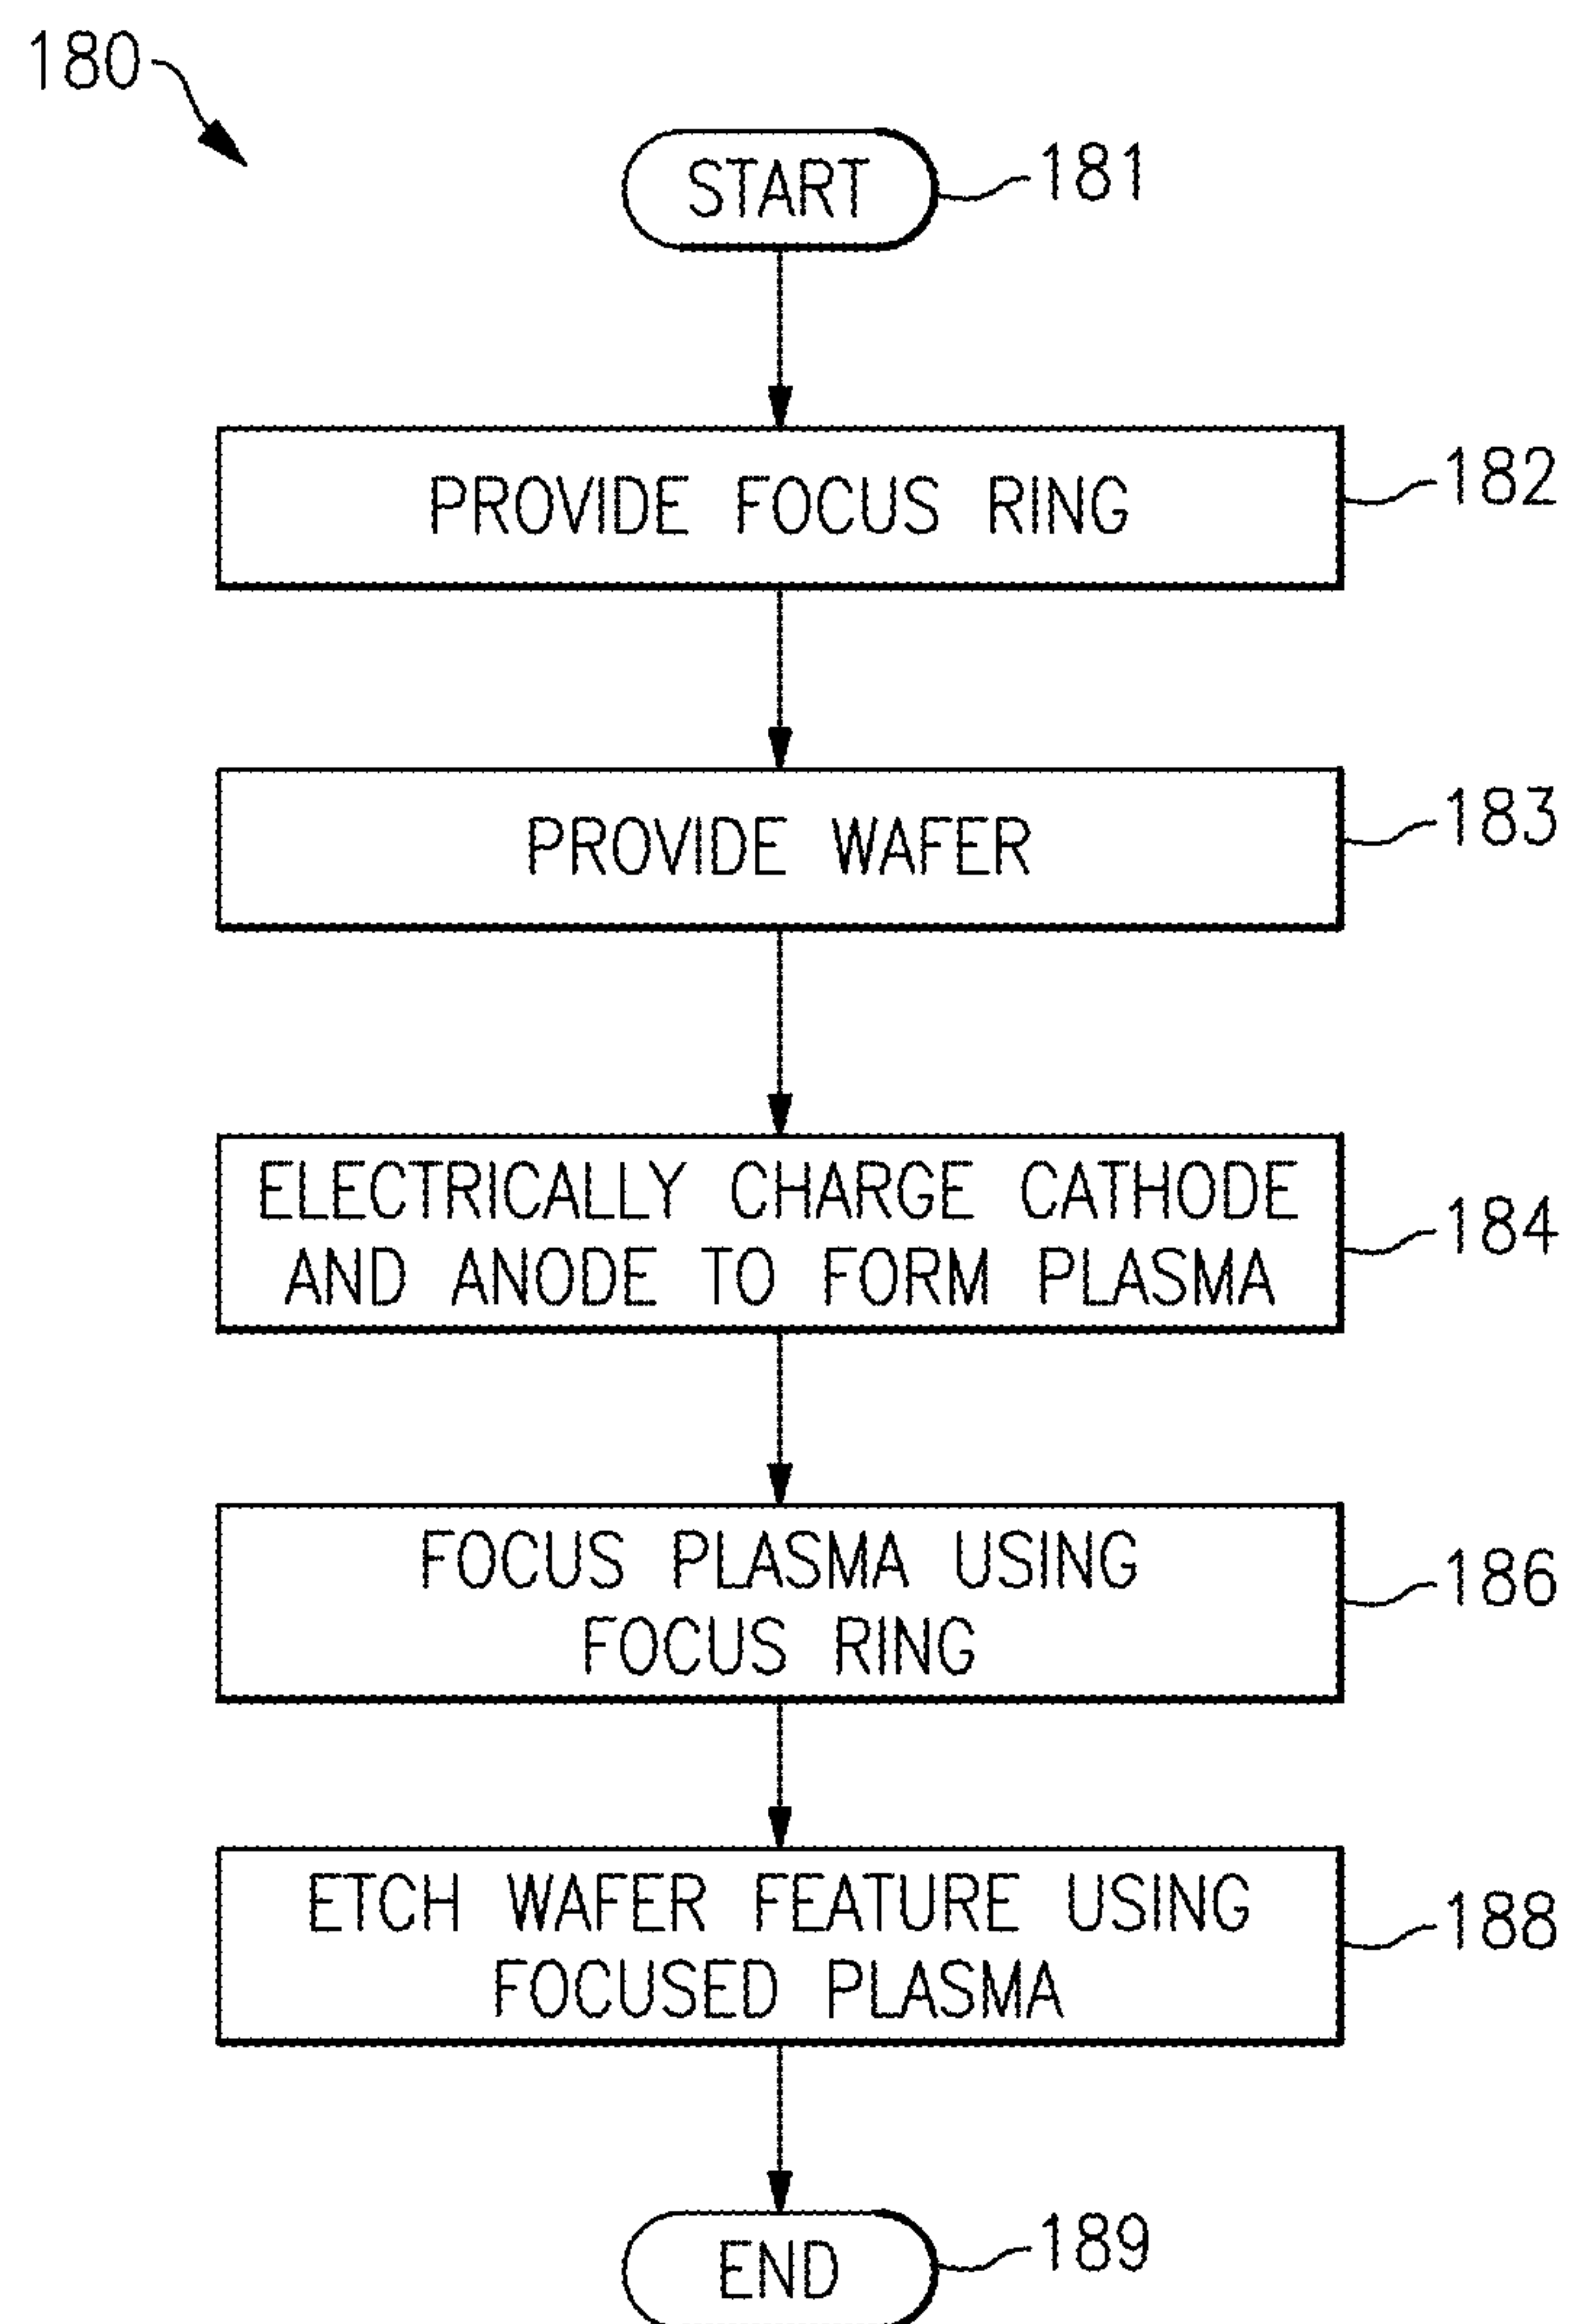 180
START
181
PROVIDE FOCUS RING
182
PROVIDE WAFER
183
ELECTRICALLY CHARGE CATHODE
AND ANODE TO FORM PLASMA
184
FOCUS PLASMA USING
FOCUS RING
186
ETCH WAFER FEATURE USING
FOCUSED PLASMA
188
END
189